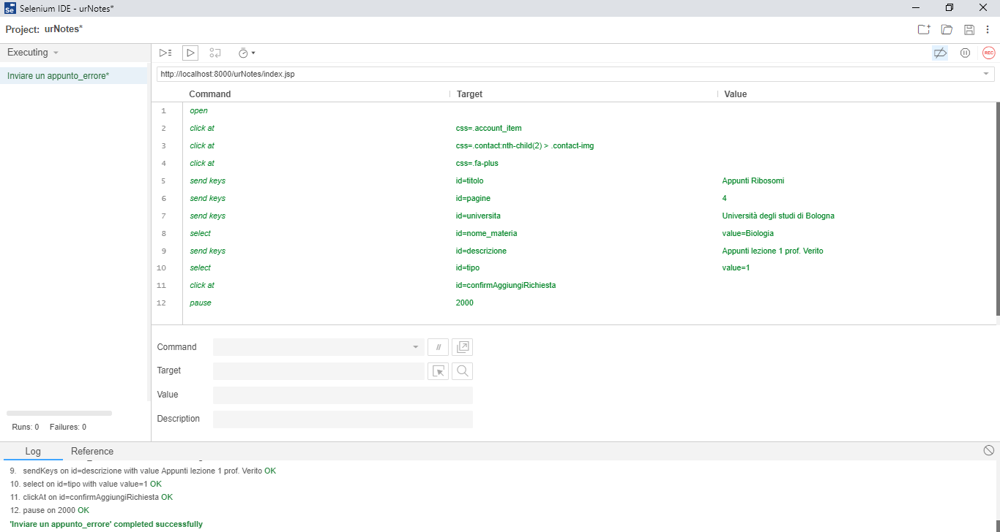 Se Selenium IDE - urNotes*
Project: urNotes*
Executing
http://localhost:8000/urNotes/index.jsp
Inviare un appunto_errore*
Command Target Value
1 open
2 click at css=.account_item
3 click at css=.contact:nth-child(2) > .contact-img
4 click at css=.fa-plus
5 send keys id=titolo Appunti Ribosomi
6 send keys id=pagine 4
7 send keys id=universita Università degli studi di Bologna
8 select id=nome_materia value=Biologia
9 send keys id=descrizione Appunti lezione 1 prof. Verito
10 select id=tipo value=1
11 click at id=confirmAggiungiRichiesta
12 pause 2000
REC
Command //
Target
Value
Description
Runs: 0 Failures: 0
Log Reference
9. sendKeys on id=descrizione with value Appunti lezione 1 prof. Verito OK
10. select on id=tipo with value value=1 OK
11. clickAt on id=confirmAggiungiRichiesta OK
12. pause on 2000 OK
'Inviare un appunto_errore' completed successfully